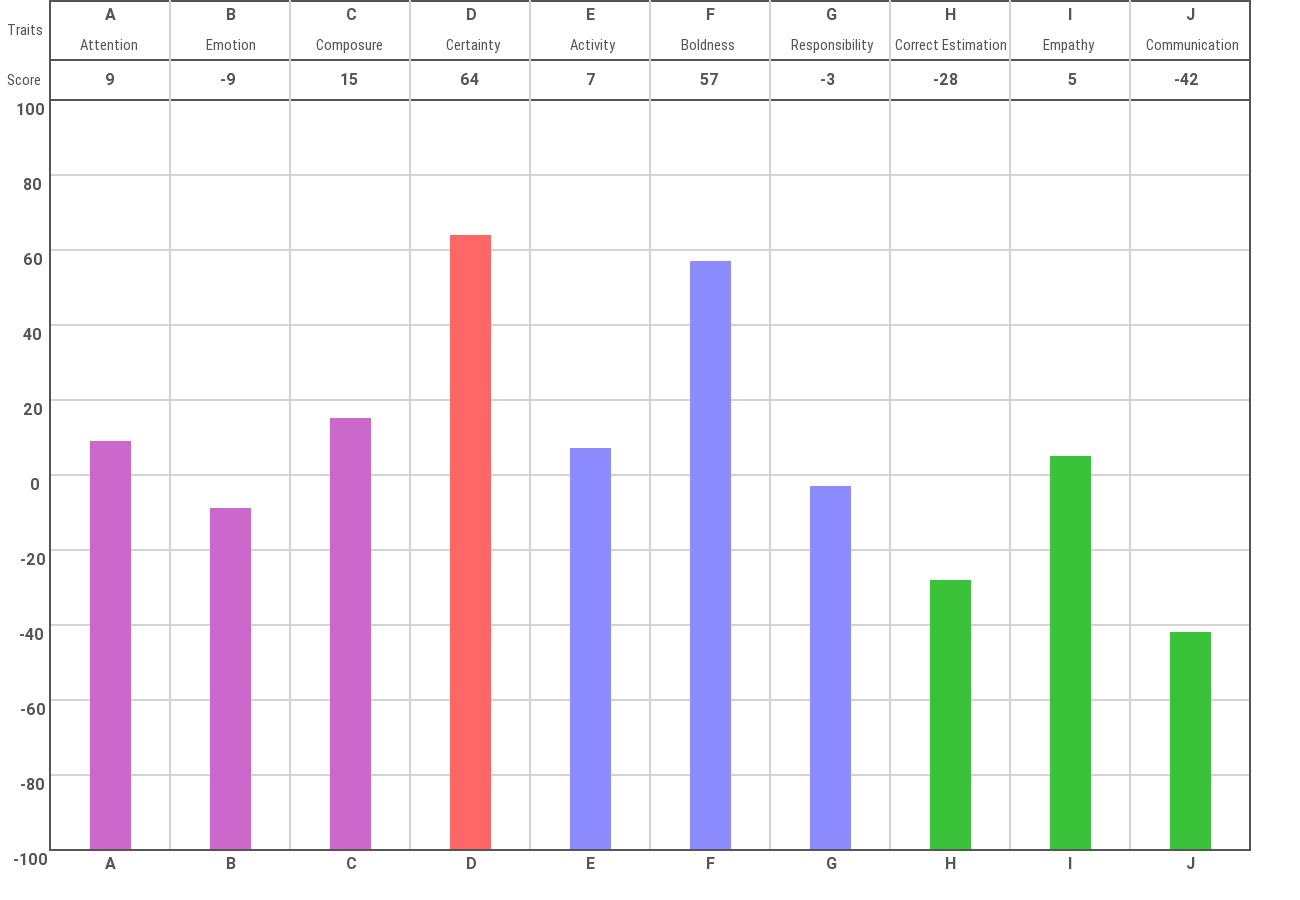 Traits A B C D E F G H I J
Attention Emotion Composure Certainty Activity Boldness Responsibility Correct Estimation Empathy Communication
Score 9 -9 15 64 7 57 -3 -28 5 -42
100
80
60
40
20
0
-20
-40
-60
-80
-100
A B C D E F G H I J